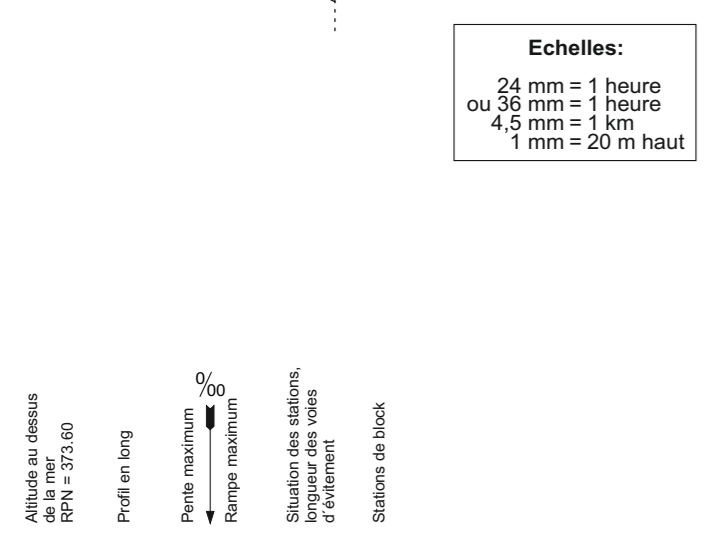 Echelles:
24 mm = 1 heure
ou 36 mm = 1 heure
4,5 mm = 1 km
1 mm = 20 m haut
Altitude au dessus
de la mer
RPN = 373.60
Profil en long
Pente maximum
‰
Rampe maximum
Situation des stations,
longueur des voies
d´évitement
Stations de block